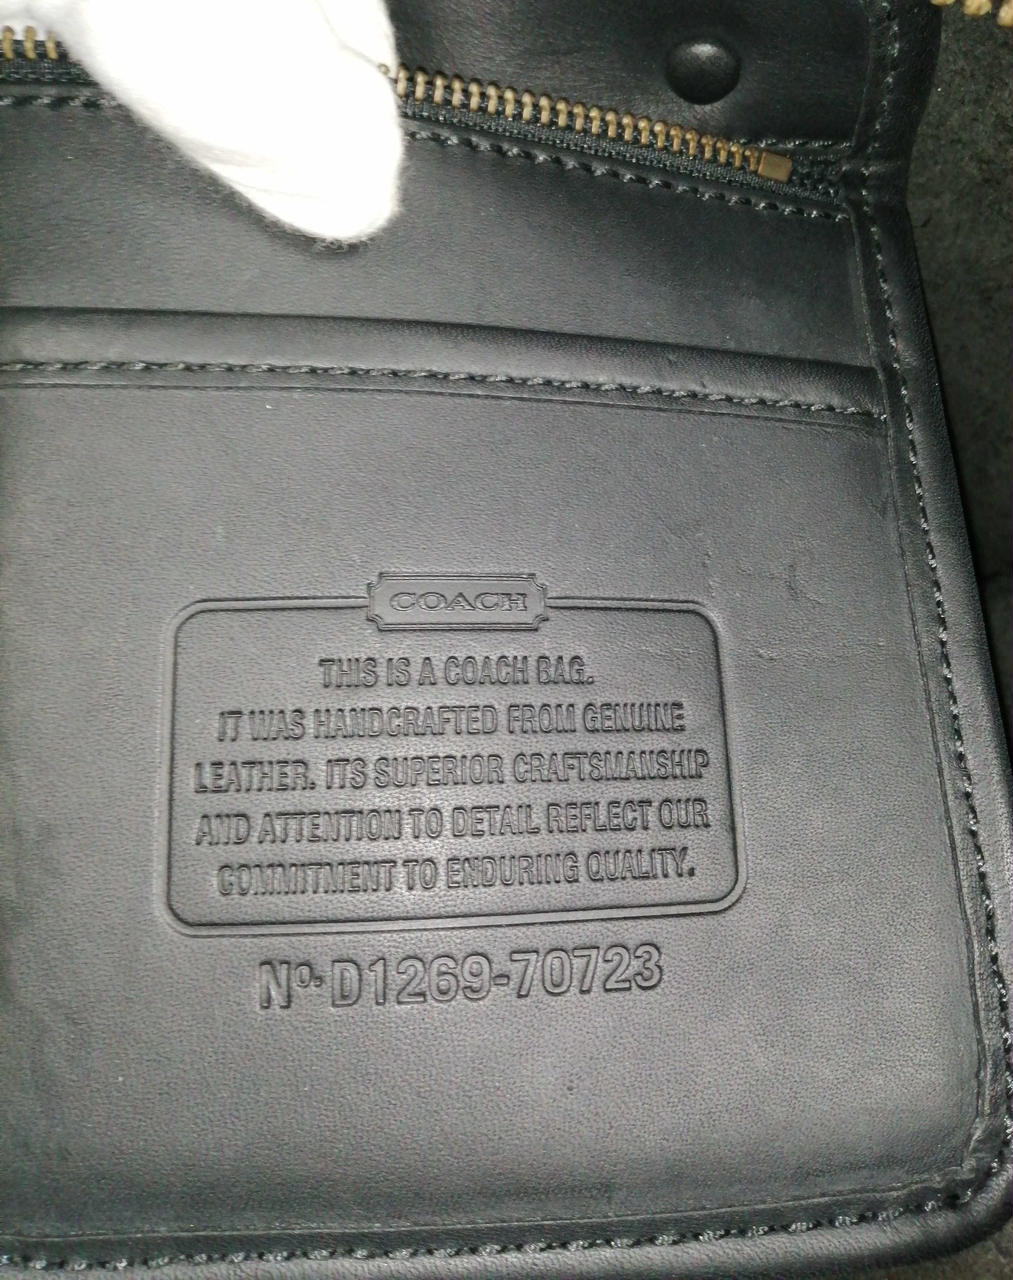 COACH
THIS IS A COACH BAG.
IT WAS HANDCRAFTED FROM GENUINE
LEATHER. ITS SUPERIOR CRAFTSMANSHIP
AND ATTENTION TO DETAIL REFLECT OUR
COMMITMENT TO ENDURING QUALITY.
Nº. D1269-70723